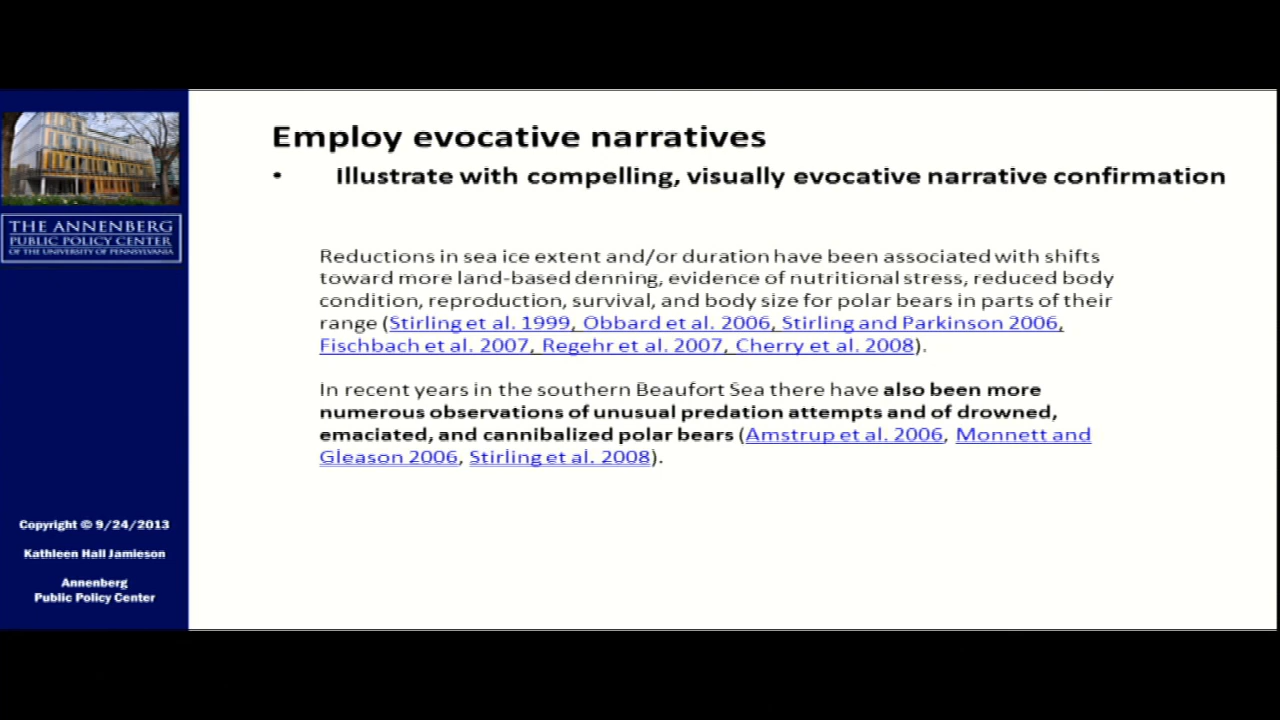 THE ANNENBERG
PUBLIC POLICY CENTER
OF THE UNIVERSITY OF PENNSYLVANIA
Copyright © 9/24/2013
Kathleen Hall Jamieson
Annenberg
Public Policy Center
Employ evocative narratives
• Illustrate with compelling, visually evocative narrative confirmation
Reductions in sea ice extent and/or duration have been associated with shifts
toward more land-based denning, evidence of nutritional stress, reduced body
condition, reproduction, survival, and body size for polar bears in parts of their
range (Stirling et al. 1999, Obbard et al. 2006, Stirling and Parkinson 2006,
Fischbach et al. 2007, Regehr et al. 2007, Cherry et al. 2008).
In recent years in the southern Beaufort Sea there have also been more
numerous observations of unusual predation attempts and of drowned,
emaciated, and cannibalized polar bears (Amstrup et al. 2006, Monnett and
Gleason 2006, Stirling et al. 2008).